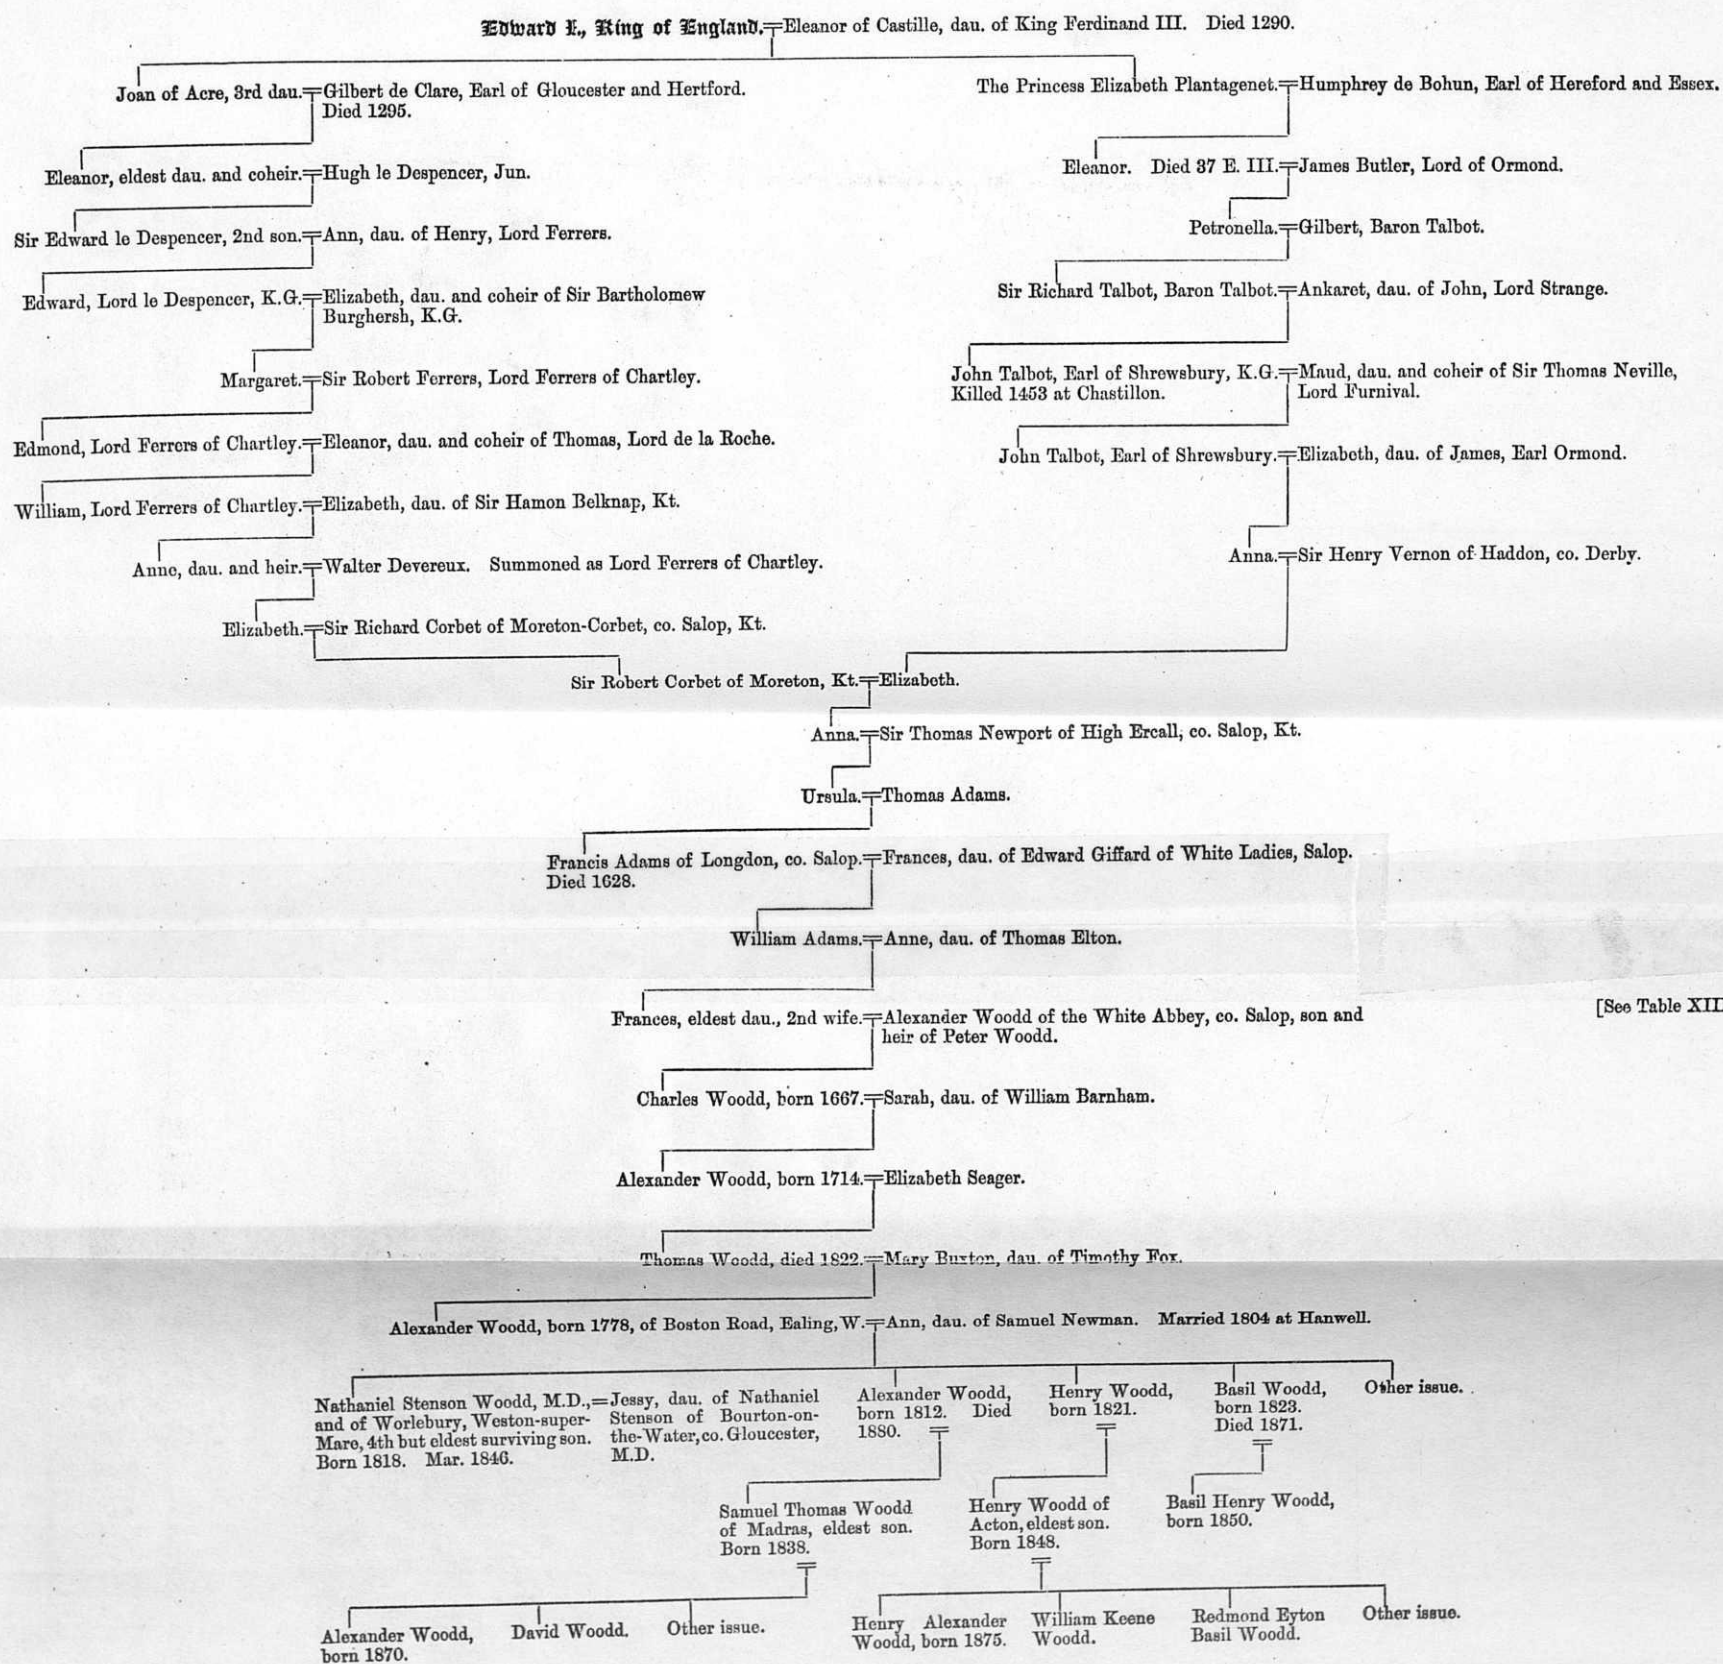 Edward I., King of England.=Eleanor of Castille, dau. of King Ferdinand III. Died 1290.
Joan of Acre, 3rd dau.=Gilbert de Clare, Earl of Gloucester and Hertford.
Died 1295.
The Princess Elizabeth Plantagenet.=Humphrey de Bohun, Earl of Hereford and Essex.
Eleanor, eldest dau. and coheir.=Hugh le Despencer, Jun.
Eleanor. Died 37 E. III.=James Butler, Lord of Ormond.
Sir Edward le Despencer, 2nd son.=Ann, dau. of Henry, Lord Ferrers.
Petronella.=Gilbert, Baron Talbot.
Edward, Lord le Despencer, K.G.=Elizabeth, dau. and coheir of Sir Bartholomew
Burghersh, K.G.
Sir Richard Talbot, Baron Talbot.=Ankaret, dau. of John, Lord Strange.
Margaret.=Sir Robert Ferrers, Lord Ferrers of Chartley.
John Talbot, Earl of Shrewsbury, K.G.=Maud, dau. and coheir of Sir Thomas Neville,
Killed 1453 at Chastillon. Lord Furnival.
Edmond, Lord Ferrers of Chartley.=Eleanor, dau. and coheir of Thomas, Lord de la Roche.
John Talbot, Earl of Shrewsbury.=Elizabeth, dau. of James, Earl Ormond.
William, Lord Ferrers of Chartley.=Elizabeth, dau. of Sir Hamon Belknap, Kt.
Anne, dau. and heir.=Walter Devereux. Summoned as Lord Ferrers of Chartley.
Anna.=Sir Henry Vernon of Haddon, co. Derby.
Elizabeth.=Sir Richard Corbet of Moreton-Corbet, co. Salop, Kt.
Sir Robert Corbet of Moreton, Kt.=Elizabeth.
Anna.=Sir Thomas Newport of High Ercall, co. Salop, Kt.
Ursula.=Thomas Adams.
Francis Adams of Longdon, co. Salop.=Frances, dau. of Edward Giffard of White Ladies, Salop.
Died 1628.
William Adams.=Anne, dau. of Thomas Elton.
Frances, eldest dau., 2nd wife.=Alexander Woodd of the White Abbey, co. Salop, son and
heir of Peter Woodd.
[See Table XII
Charles Woodd, born 1667.=Sarah, dau. of William Barnham.
Alexander Woodd, born 1714.=Elizabeth Seager.
Thomas Woodd, died 1822.=Mary Buxton, dau. of Timothy Fox.
Alexander Woodd, born 1778, of Boston Road, Ealing, W.=Ann, dau. of Samuel Newman. Married 1804 at Hanwell.
Nathaniel Stenson Woodd, M.D.,=Jessy, dau. of Nathaniel
and of Worlebury, Weston-super- Stenson of Bourton-on-
Mare, 4th but eldest surviving son. the-Water, co. Gloucester,
Born 1818. Mar. 1846. M.D.
Alexander Woodd,
born 1812. Died
1880.
Henry Woodd,
born 1821.
Basil Woodd,
born 1823.
Died 1871.
Other issue.
Samuel Thomas Woodd
of Madras, eldest son.
Born 1838.
Henry Woodd of
Acton, eldest son.
Born 1848.
Basil Henry Woodd,
born 1850.
Alexander Woodd,
born 1870.
David Woodd.
Other issue.
Henry Alexander
Woodd, born 1875.
William Keene
Woodd.
Redmond Eyton
Basil Woodd.
Other issue.